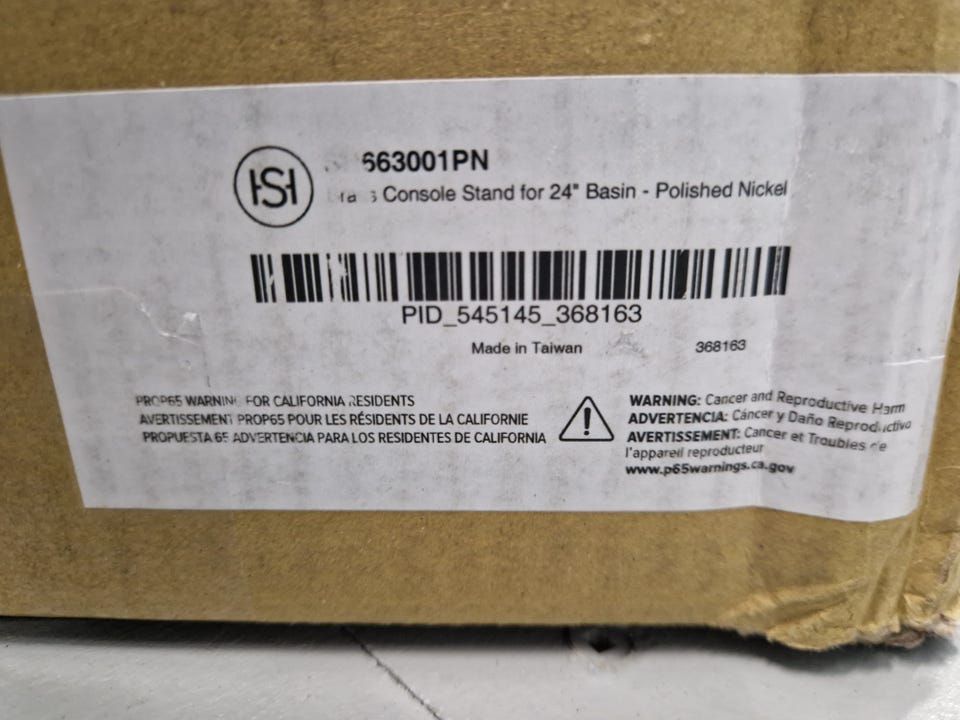 HSH
663001PN
Console Stand for 24" Basin - Polished Nickel
PID_545145_368163
Made in Taiwan
368163
PROP65 WARNING FOR CALIFORNIA RESIDENTS
AVERTISSEMENT PROP65 POUR LES RÉSIDENTS DE LA CALIFORNIE
PROPUESTA 65 ADVERTENCIA PARA LOS RESIDENTES DE CALIFORNIA
WARNING: Cancer and Reproductive Harm
ADVERTENCIA: Cáncer y Daño Reproductivo
AVERTISSEMENT: Cancer et Troubles de
l'appareil reproducteur
www.p65warnings.ca.gov